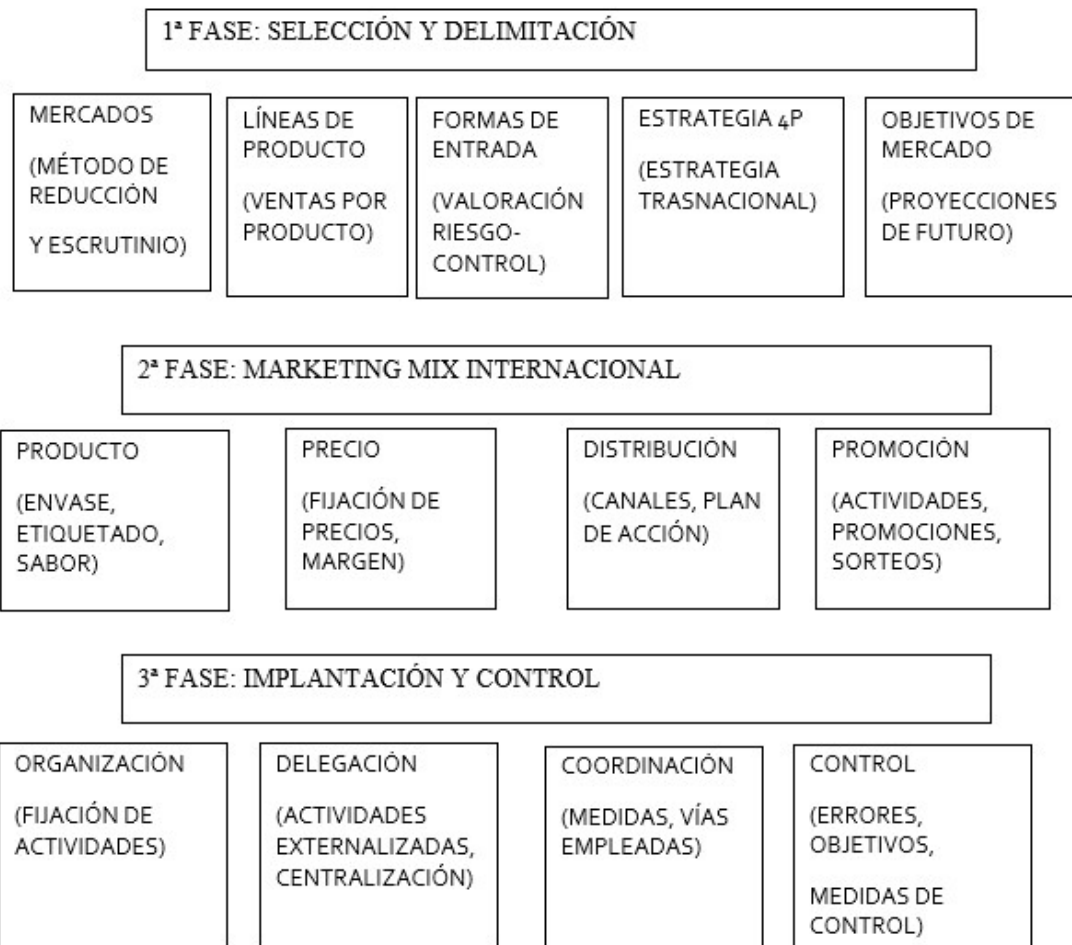 1ª FASE: SELECCIÓN Y DELIMITACIÓN
MERCADOS
(MÉTODO DE
REDUCCIÓN
Y ESCRUTINIO)
LÍNEAS DE
PRODUCTO
(VENTAS POR
PRODUCTO)
FORMAS DE
ENTRADA
(VALORACIÓN
RIESGO-
CONTROL)
ESTRATEGIA 4P
(ESTRATEGIA
TRASNACIONAL)
OBJETIVOS DE
MERCADO
(PROYECCIONES
DE FUTURO)
2ª FASE: MARKETING MIX INTERNACIONAL
PRODUCTO
(ENVASE,
ETIQUETADO,
SABOR)
PRECIO
(FIJACIÓN DE
PRECIOS,
MARGEN)
DISTRIBUCIÓN
(CANALES, PLAN
DE ACCIÓN)
PROMOCIÓN
(ACTIVIDADES,
PROMOCIONES,
SORTEOS)
3ª FASE: IMPLANTACIÓN Y CONTROL
ORGANIZACIÓN
(FIJACIÓN DE
ACTIVIDADES)
DELEGACIÓN
(ACTIVIDADES
EXTERNALIZADAS,
CENTRALIZACIÓN)
COORDINACIÓN
(MEDIDAS, VÍAS
EMPLEADAS)
CONTROL
(ERRORES,
OBJETIVOS,
MEDIDAS DE
CONTROL)